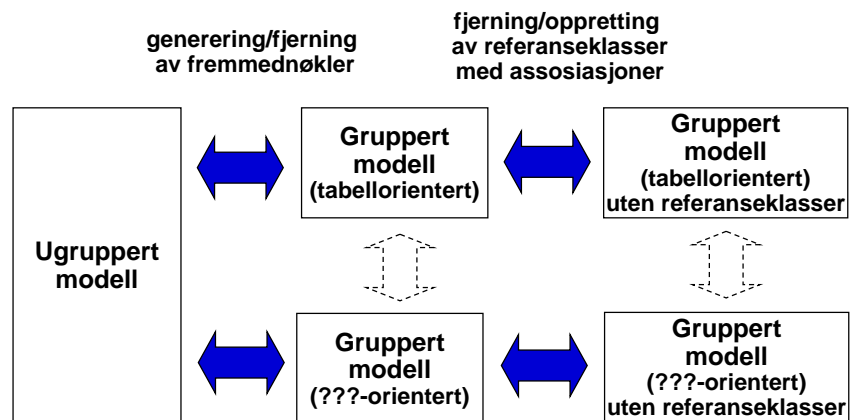 generering/fjerning
av fremmednøkler
fjerning/oppretting
av referanseklasser
med assosiasjoner
Ugruppert
modell
Gruppert
modell
(tabellorientert)
Gruppert
modell
(tabellorientert)
uten referanseklasser
Gruppert
modell
(???-orientert)
Gruppert
modell
(???-orientert)
uten referanseklasser